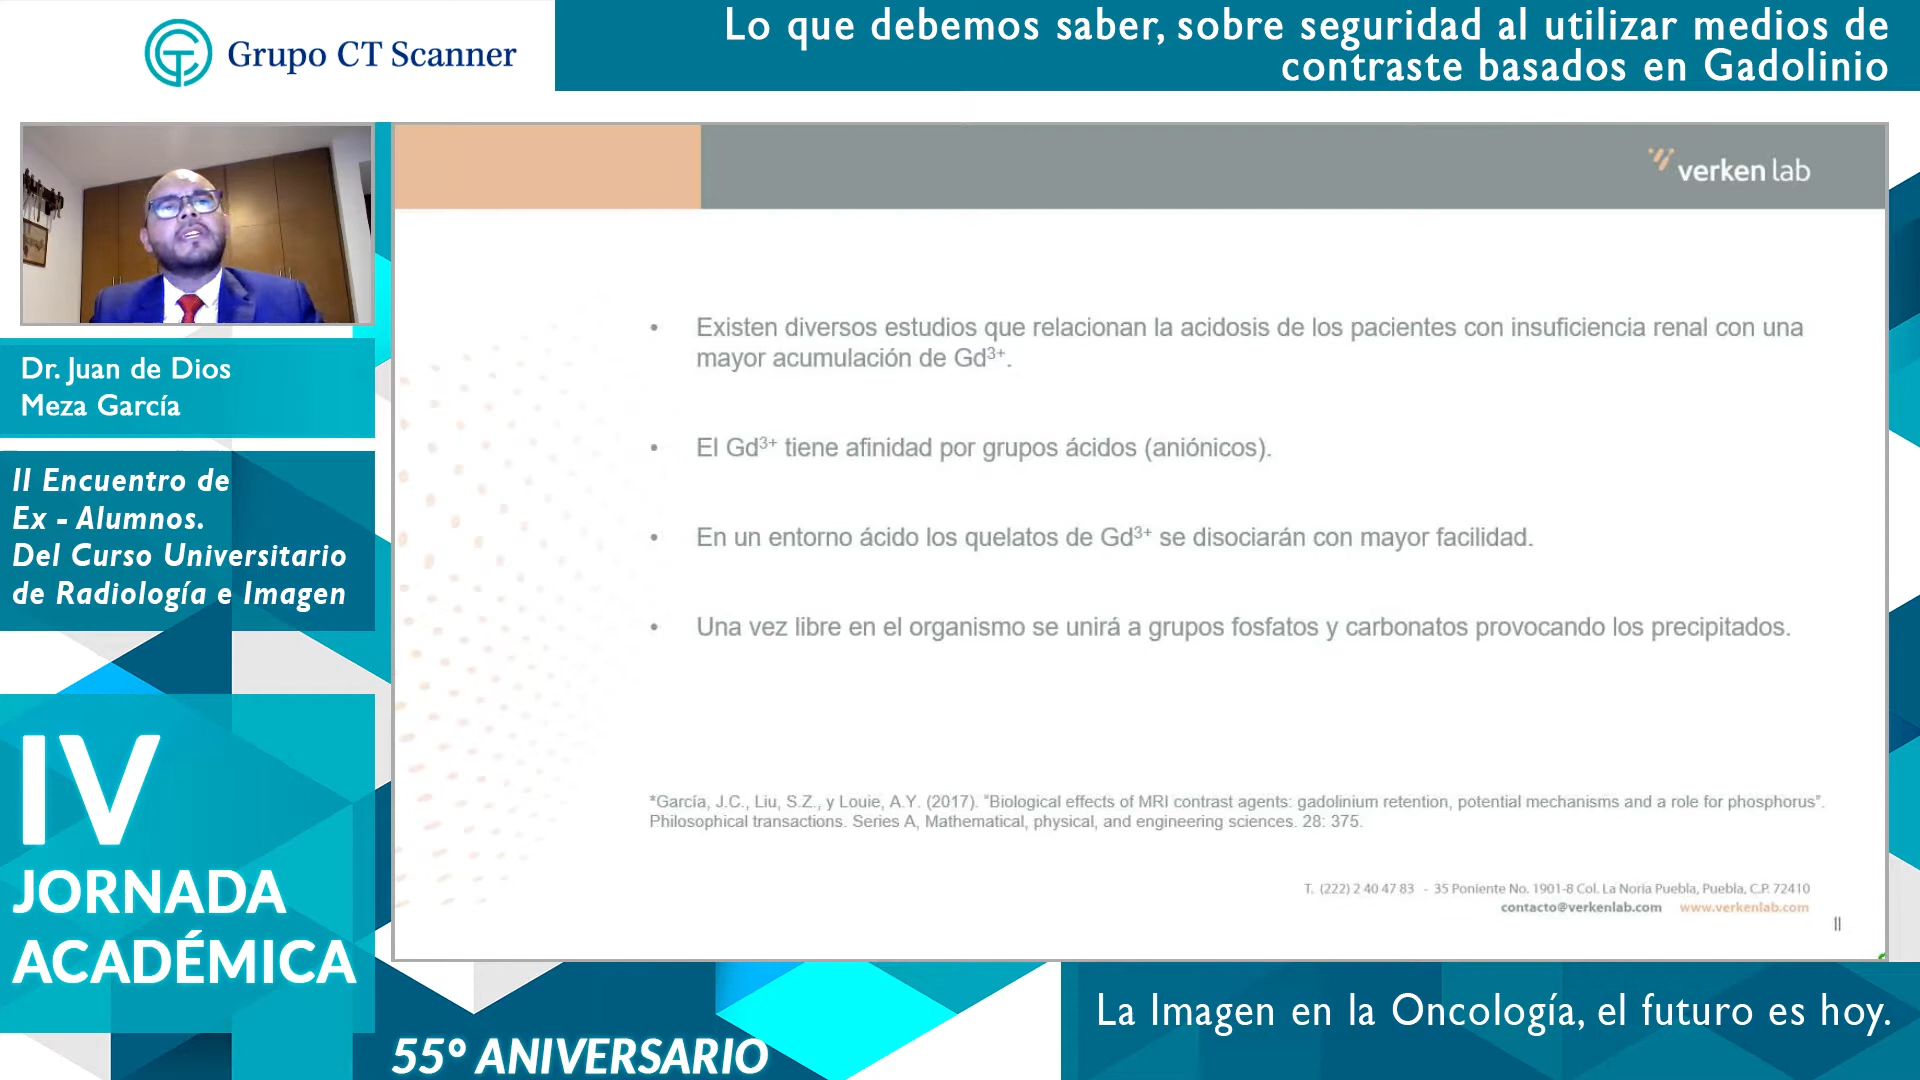 Grupo CT Scanner
Lo que debemos saber, sobre seguridad al utilizar medios de
contraste basados en Gadolinio
verken lab
Dr. Juan de Dios
Meza García
II Encuentro de
Ex - Alumnos.
Del Curso Universitario
de Radiología e Imagen
IV
JORNADA
ACADÉMICA
• Existen diversos estudios que relacionan la acidosis de los pacientes con insuficiencia renal con una
mayor acumulación de Gd³⁺.
• El Gd³⁺ tiene afinidad por grupos ácidos (aniónicos).
• En un entorno ácido los quelatos de Gd³⁺ se disociarán con mayor facilidad.
• Una vez libre en el organismo se unirá a grupos fosfatos y carbonatos provocando los precipitados.
*García, J.C., Liu, S.Z., y Louie, A.Y. (2017). "Biological effects of MRI contrast agents: gadolinium retention, potential mechanisms and a role for phosphorus".
Philosophical transactions. Series A, Mathematical, physical, and engineering sciences. 28: 375.
T. (222) 2 40 47 83 - 35 Poniente No. 1901-8 Col. La Noria Puebla, Puebla, C.P. 72410
contacto@verkenlab.com www.verkenlab.com
11
55° ANIVERSARIO
La Imagen en la Oncología, el futuro es hoy.